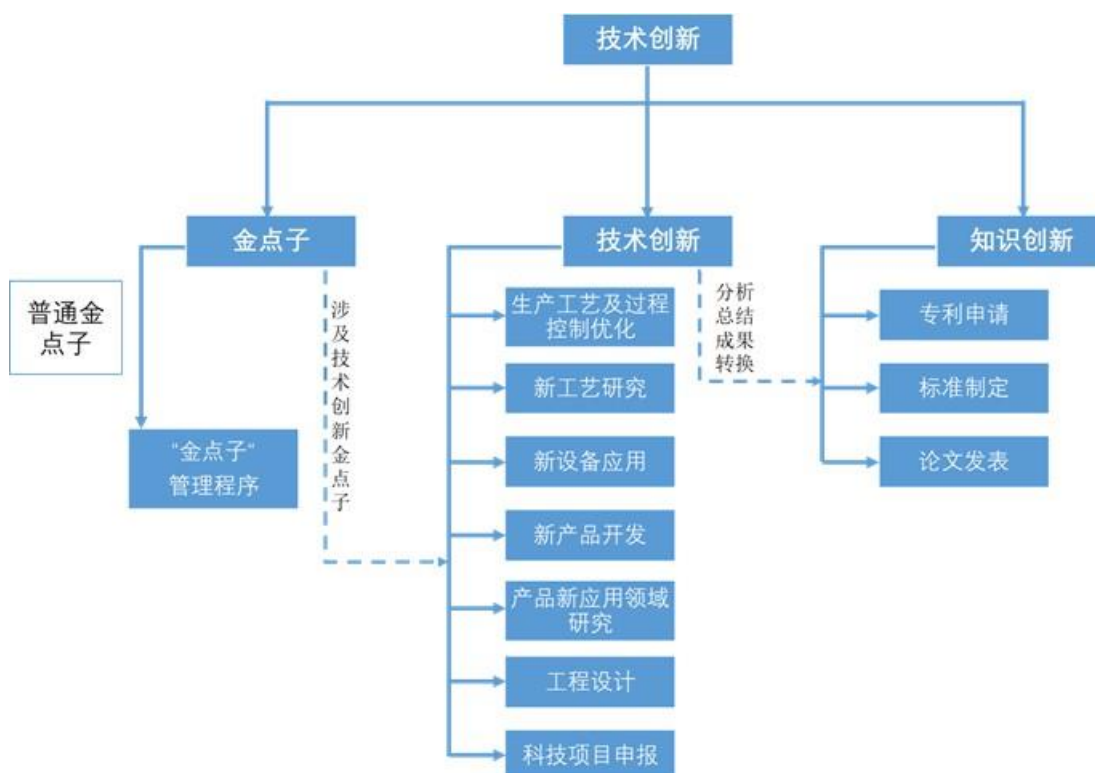 技术创新
金点子
技术创新
知识创新
普通金
点子
"金点子"
管理程序
涉及技术创新金点子
生产工艺及过程
控制优化
新工艺研究
新设备应用
新产品开发
产品新应用领域
研究
工程设计
科技项目申报
分析
总结
成果
转换
专利申请
标准制定
论文发表